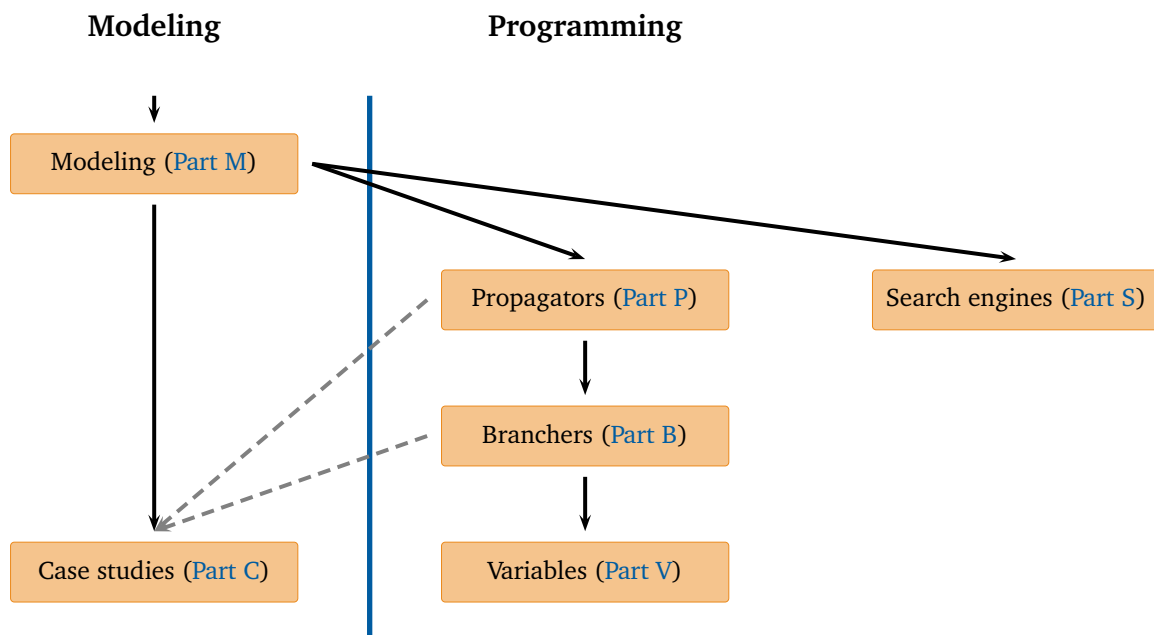 Modeling
Programming
Modeling (Part M)
Propagators (Part P)
Search engines (Part S)
Branchers (Part B)
Case studies (Part C)
Variables (Part V)